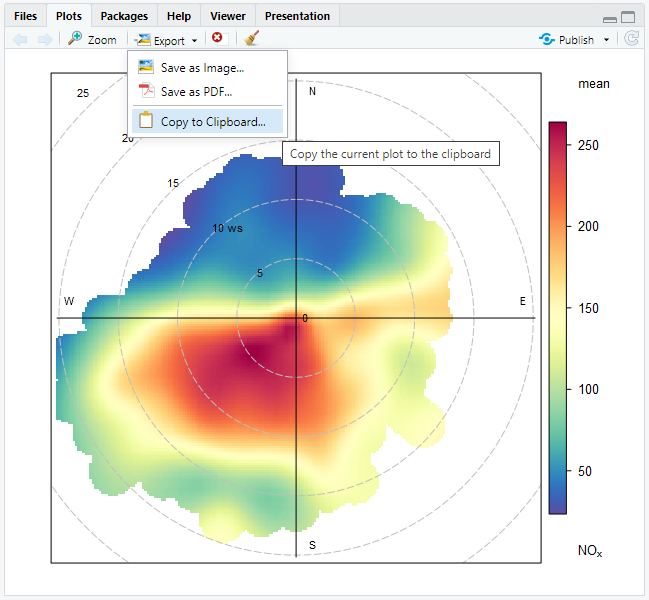 Files Plots Packages Help Viewer Presentation
Zoom Export Publish
Save as Image...
Save as PDF...
Copy to Clipboard...
Copy the current plot to the clipboard
25
20
15
10 ws
5
0
N
W
E
S
mean
250
200
150
100
50
NOx